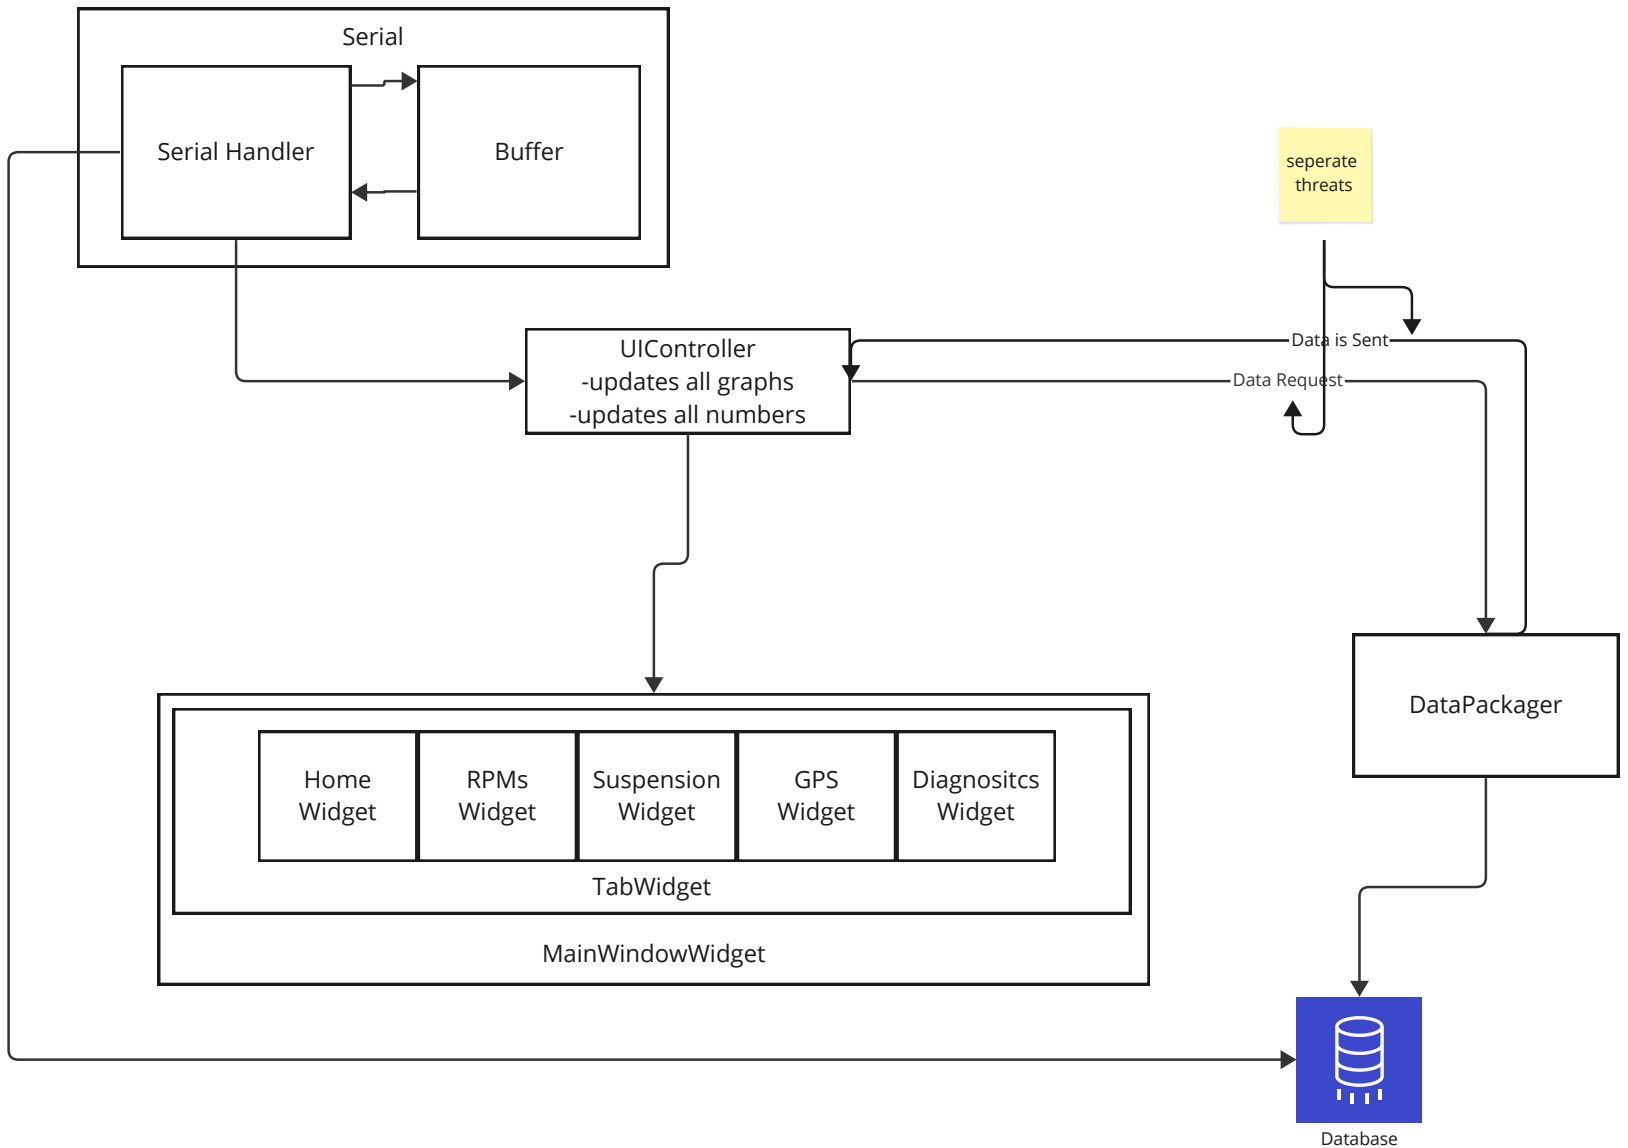 Serial
Serial Handler
Buffer
seperate
threats
UIController
-updates all graphs
-updates all numbers
Data is Sent
Data Request
DataPackager
Home
Widget
RPMs
Widget
Suspension
Widget
GPS
Widget
Diagnositcs
Widget
TabWidget
MainWindowWidget
Database